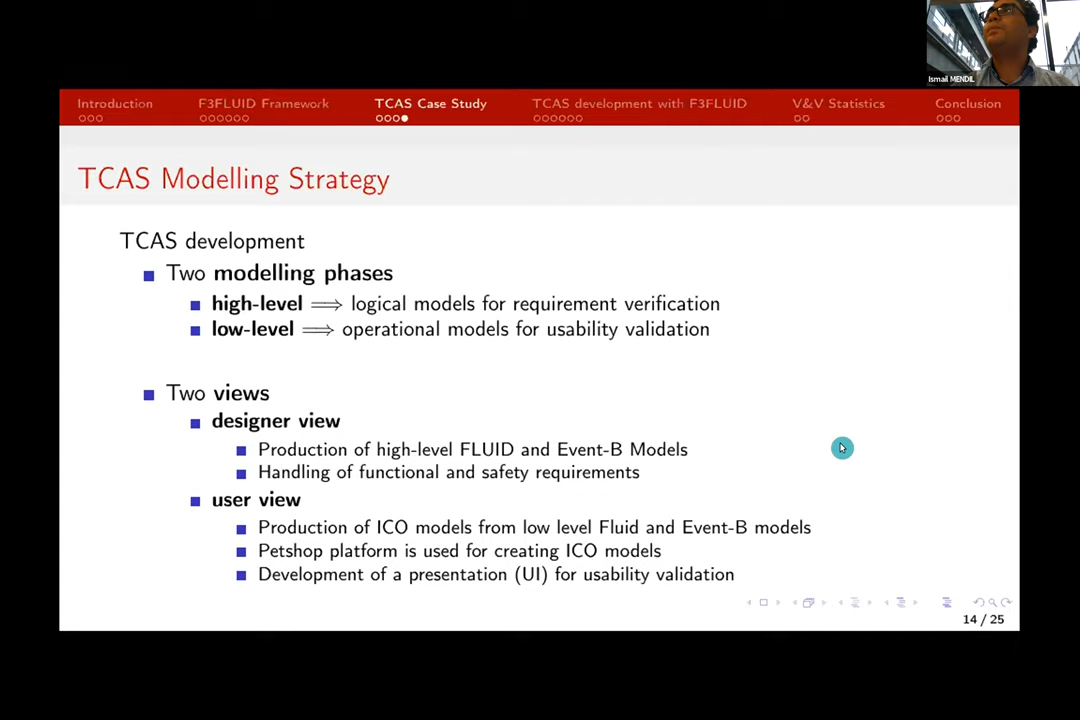 Ismail MENDIL
Introduction F3FLUID Framework TCAS Case Study TCAS development with F3FLUID V&V Statistics Conclusion
TCAS Modelling Strategy
TCAS development
Two modelling phases
high-level ⟹ logical models for requirement verification
low-level ⟹ operational models for usability validation
Two views
designer view
Production of high-level FLUID and Event-B Models
Handling of functional and safety requirements
user view
Production of ICO models from low level Fluid and Event-B models
Petshop platform is used for creating ICO models
Development of a presentation (UI) for usability validation
14 / 25